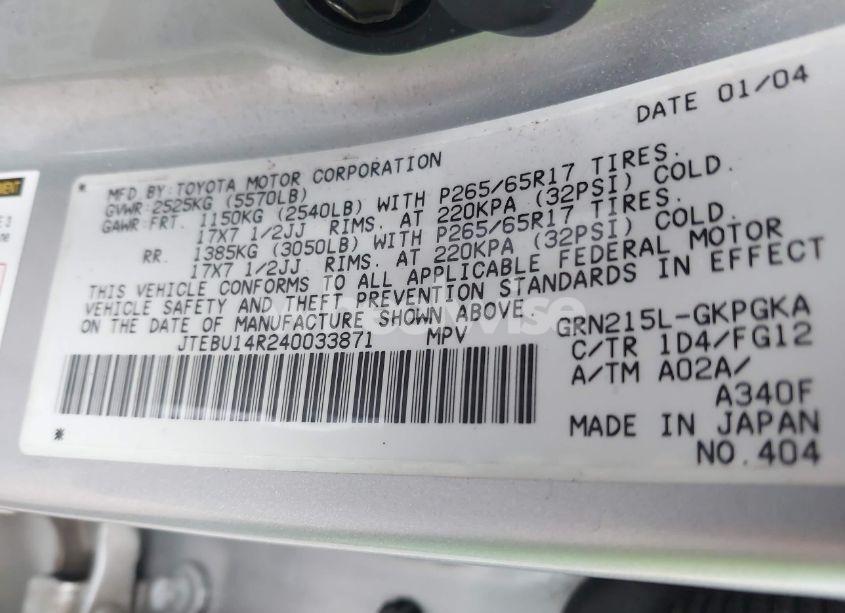 DATE 01/04
MFD BY:TOYOTA MOTOR CORPORATION
GVWR:2525KG (5570LB)
GAWR:FRT. 1150KG (2540LB) WITH P265/65R17 TIRES.
17X7 1/2JJ RIMS. AT 220KPA (32PSI) COLD.
RR. 1385KG (3050LB) WITH P265/65R17 TIRES.
17X7 1/2JJ RIMS. AT 220KPA (32PSI) COLD.
THIS VEHICLE CONFORMS TO ALL APPLICABLE FEDERAL MOTOR
VEHICLE SAFETY AND THEFT PREVENTION STANDARDS IN EFFECT
ON THE DATE OF MANUFACTURE SHOWN ABOVE.
JTEBU14R240033871 MPV
GRN215L-GKPGKA
C/TR 1D4/FG12
A/TM A02A/
A340F
MADE IN JAPAN
NO.404